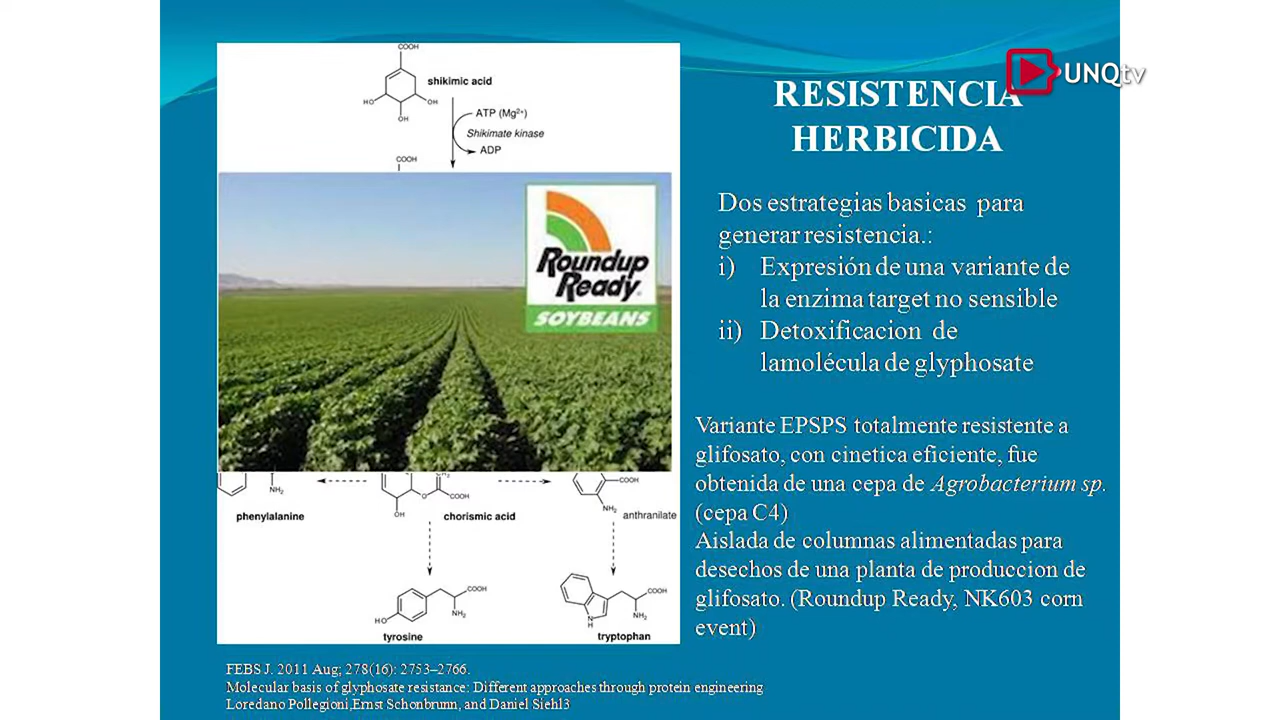 UNQtv
RESISTENCIA
HERBICIDA
COOH
shikimic acid
HO
OH
OH
ATP (Mg²⁺)
Shikimate kinase
ADP
COOH
Roundup
Ready
SOYBEANS
Dos estrategias basicas para
generar resistencia.:
i) Expresión de una variante de
la enzima target no sensible
ii) Detoxificacion de
lamolécula de glyphosate
Variante EPSPS totalmente resistente a
glifosato, con cinetica eficiente, fue
obtenida de una cepa de Agrobacterium sp.
(cepa C4)
Aislada de columnas alimentadas para
desechos de una planta de produccion de
glifosato. (Roundup Ready, NK603 corn
event)
NH₂
O
COOH
OH
COOH
NH₂
phenylalanine
chorismic acid
anthranilate
COOH
NH₂
HO
tyrosine
COOH
NH₂
N
H
tryptophan
FEBS J. 2011 Aug; 278(16): 2753–2766.
Molecular basis of glyphosate resistance: Different approaches through protein engineering
Loredano Pollegioni,Ernst Schonbrunn, and Daniel Siehl3